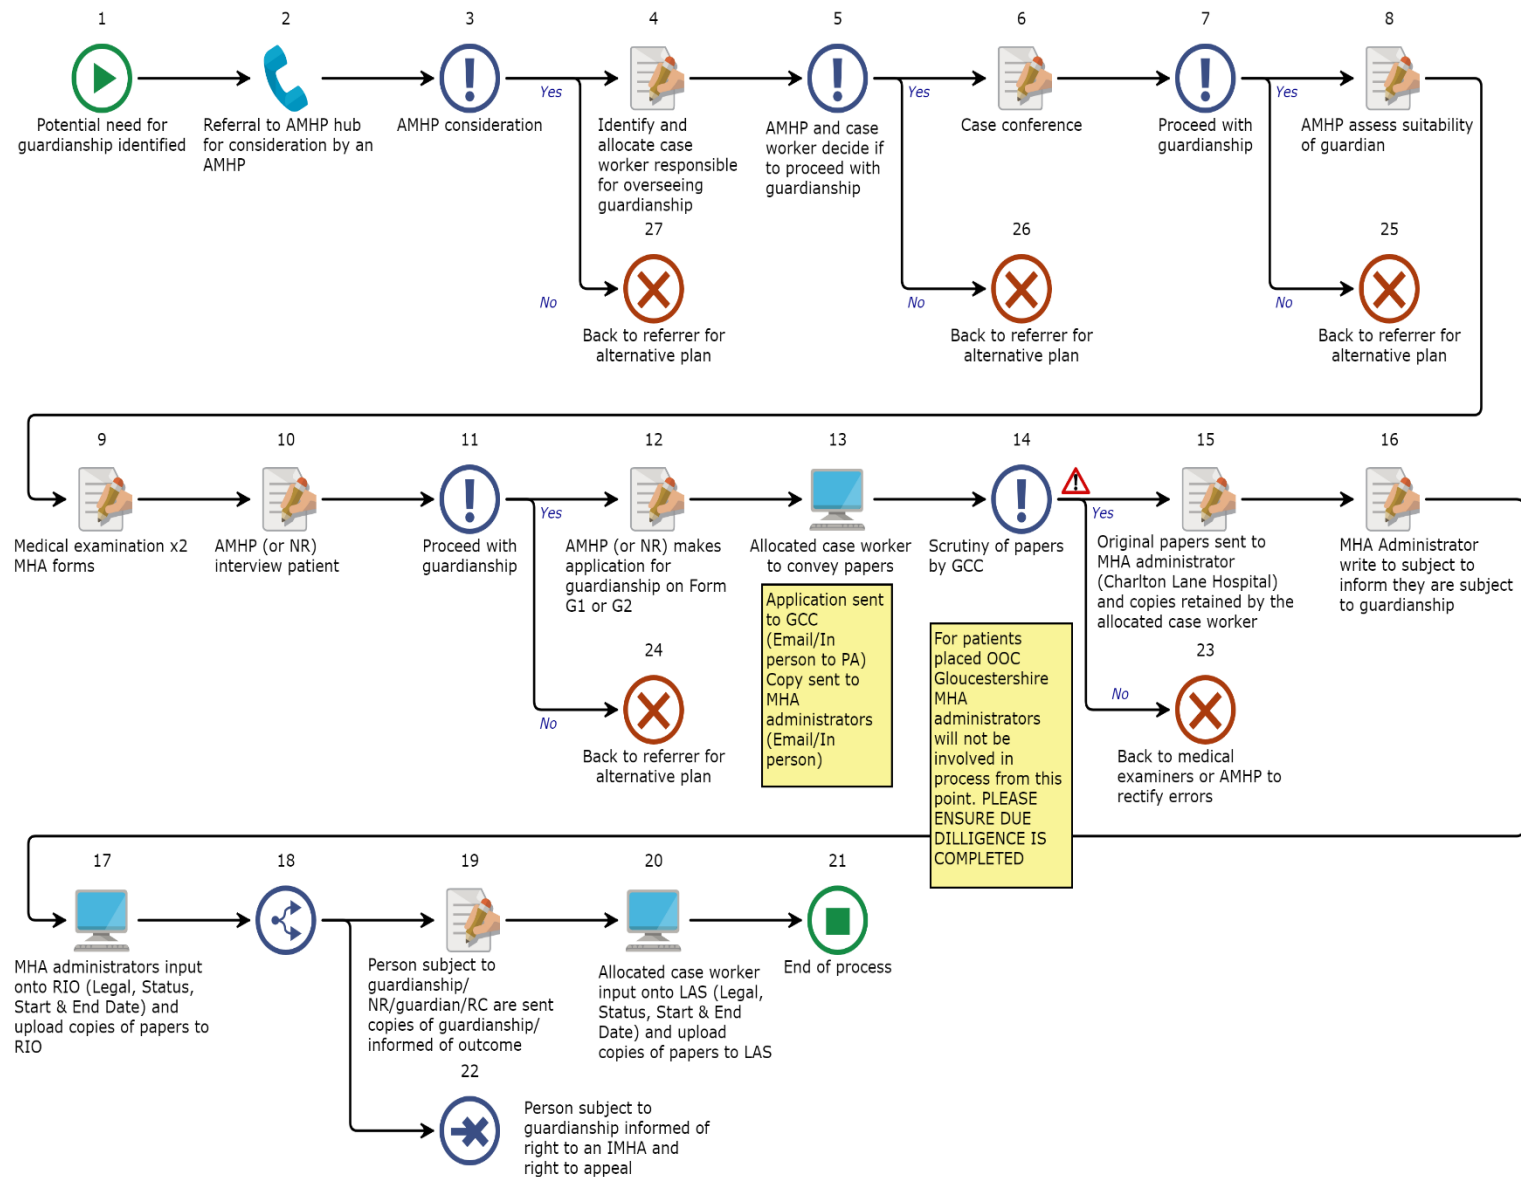 1
2
3
4
5
6
7
8
Potential need for
guardianship identified
Referral to AMHP hub
for consideration by an
AMHP
AMHP consideration
Yes
Identify and
allocate case
worker responsible
for overseeing
guardianship
AMHP and case
worker decide if
to proceed with
guardianship
Yes
Case conference
Proceed with
guardianship
Yes
AMHP assess suitability
of guardian
27
26
25
No
No
No
Back to referrer for
alternative plan
Back to referrer for
alternative plan
Back to referrer for
alternative plan
9
10
11
12
13
14
15
16
Medical examination x2
MHA forms
AMHP (or NR)
interview patient
Proceed with
guardianship
Yes
AMHP (or NR) makes
application for
guardianship on Form
G1 or G2
Allocated case worker
to convey papers
Scrutiny of papers
by GCC
Yes
Original papers sent to
MHA administrator
(Charlton Lane Hospital)
and copies retained by the
allocated case worker
MHA Administrator
write to subject to
inform they are subject
to guardianship
Application sent
to GCC
(Email/In
person to PA)
Copy sent to
MHA
administrators
(Email/In
person)
For patients
placed OOC
Gloucestershire
MHA
administrators
will not be
involved in
process from this
point. PLEASE
ENSURE DUE
DILLIGENCE IS
COMPLETED
24
23
No
No
Back to referrer for
alternative plan
Back to medical
examiners or AMHP to
rectify errors
17
18
19
20
21
MHA administrators input
onto RIO (Legal, Status,
Start & End Date) and
upload copies of papers to
RIO
Person subject to
guardianship/
NR/guardian/RC are sent
copies of guardianship/
informed of outcome
Allocated case worker
input onto LAS (Legal,
Status, Start & End
Date) and upload
copies of papers to LAS
End of process
22
Person subject to
guardianship informed of
right to an IMHA and
right to appeal